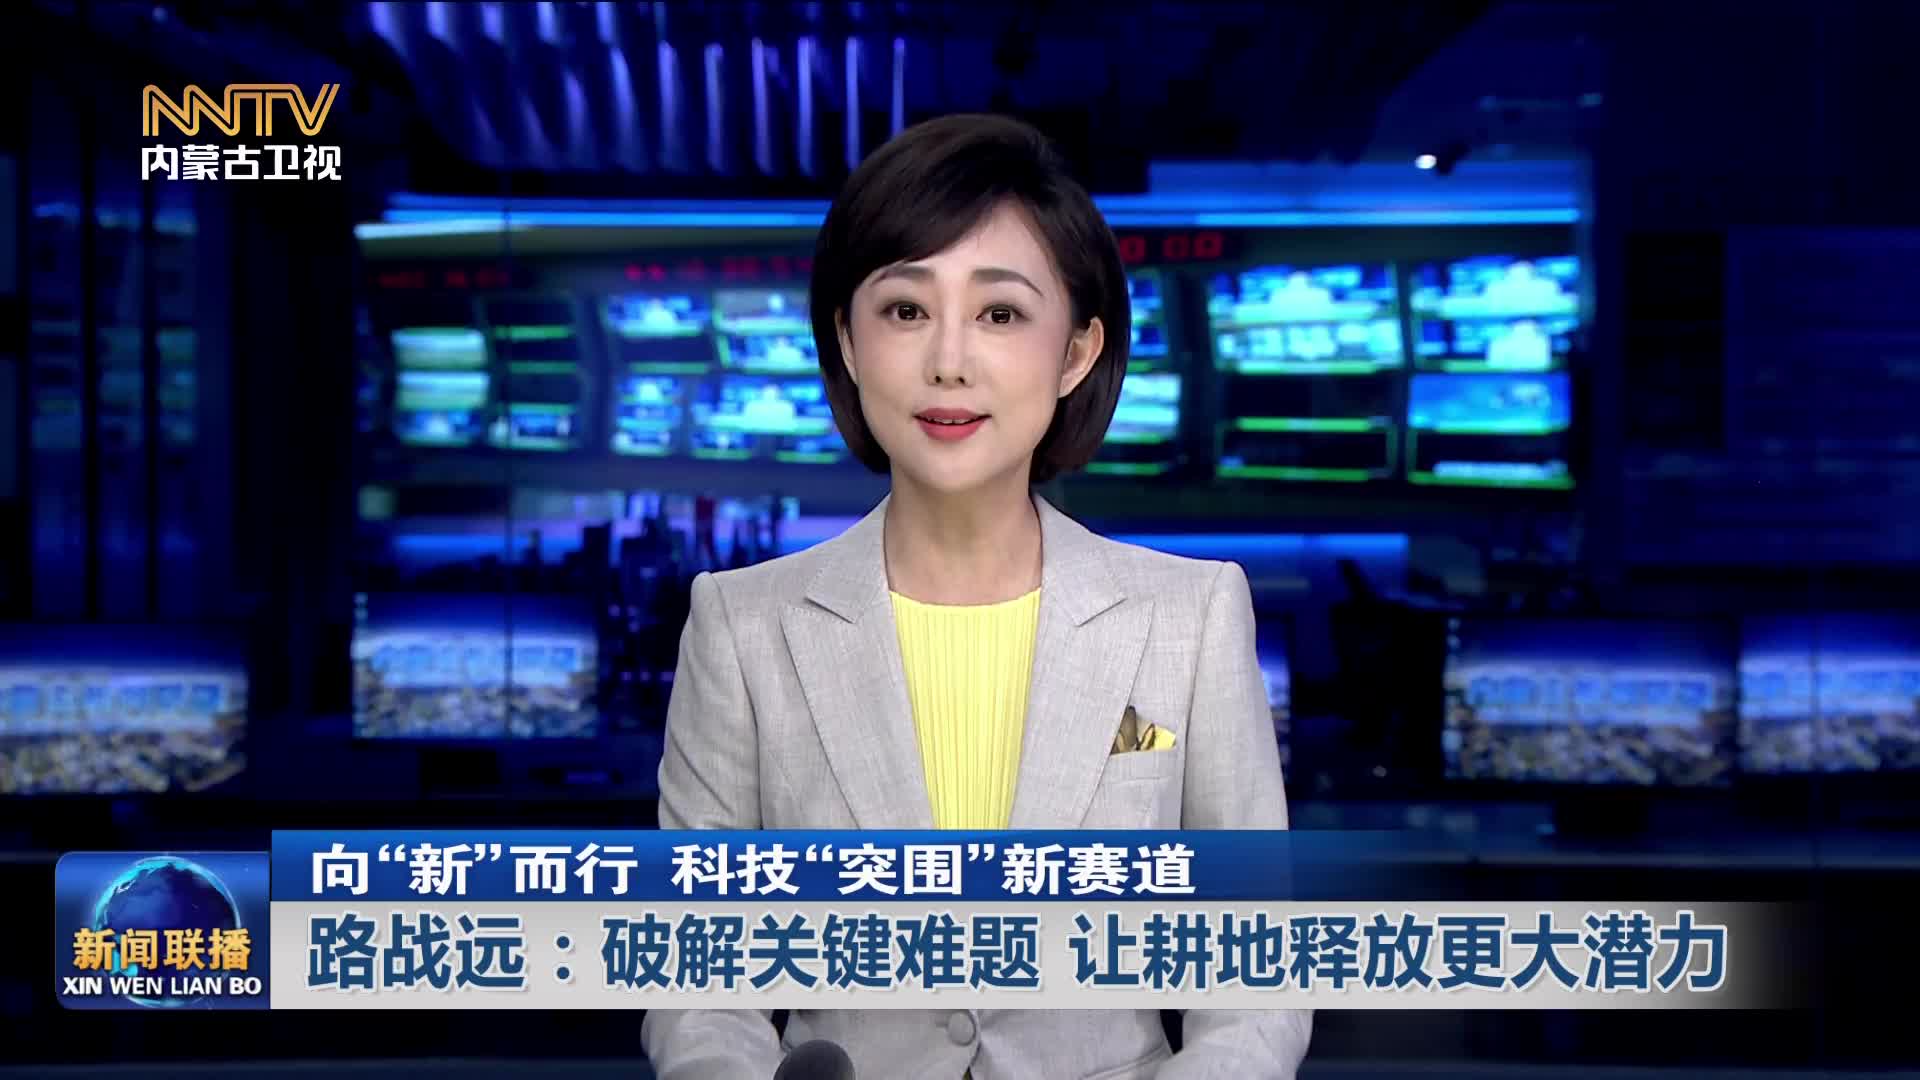 NNTV
内蒙古卫视
向“新”而行 科技“突围”新赛道
路战远：破解关键难题 让耕地释放更大潜力
新闻联播
XIN WEN LIAN BO